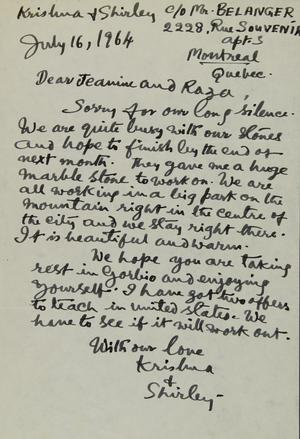 Krishna & Shirley c/o Mr. BELANGER
2228, Rue SOUVENIR
apt. 3
July 16, 1964
Montreal
Quebec.
Dear Jeanine and Raza,
Sorry for our long silence.
We are quite busy with our stones
and hope to finish by the end of
next month. They gave me a huge
marble stone to work on. We are
all working in a big park on the
mountain right in the centre of
the city and we stay right there.
It is beautiful and warm.
We hope you are taking
rest in Gorbio and enjoying
yourself. I have got two offers
to teach in united states. We
have to see if it will work out.
With our love
Krishna
&
Shirley